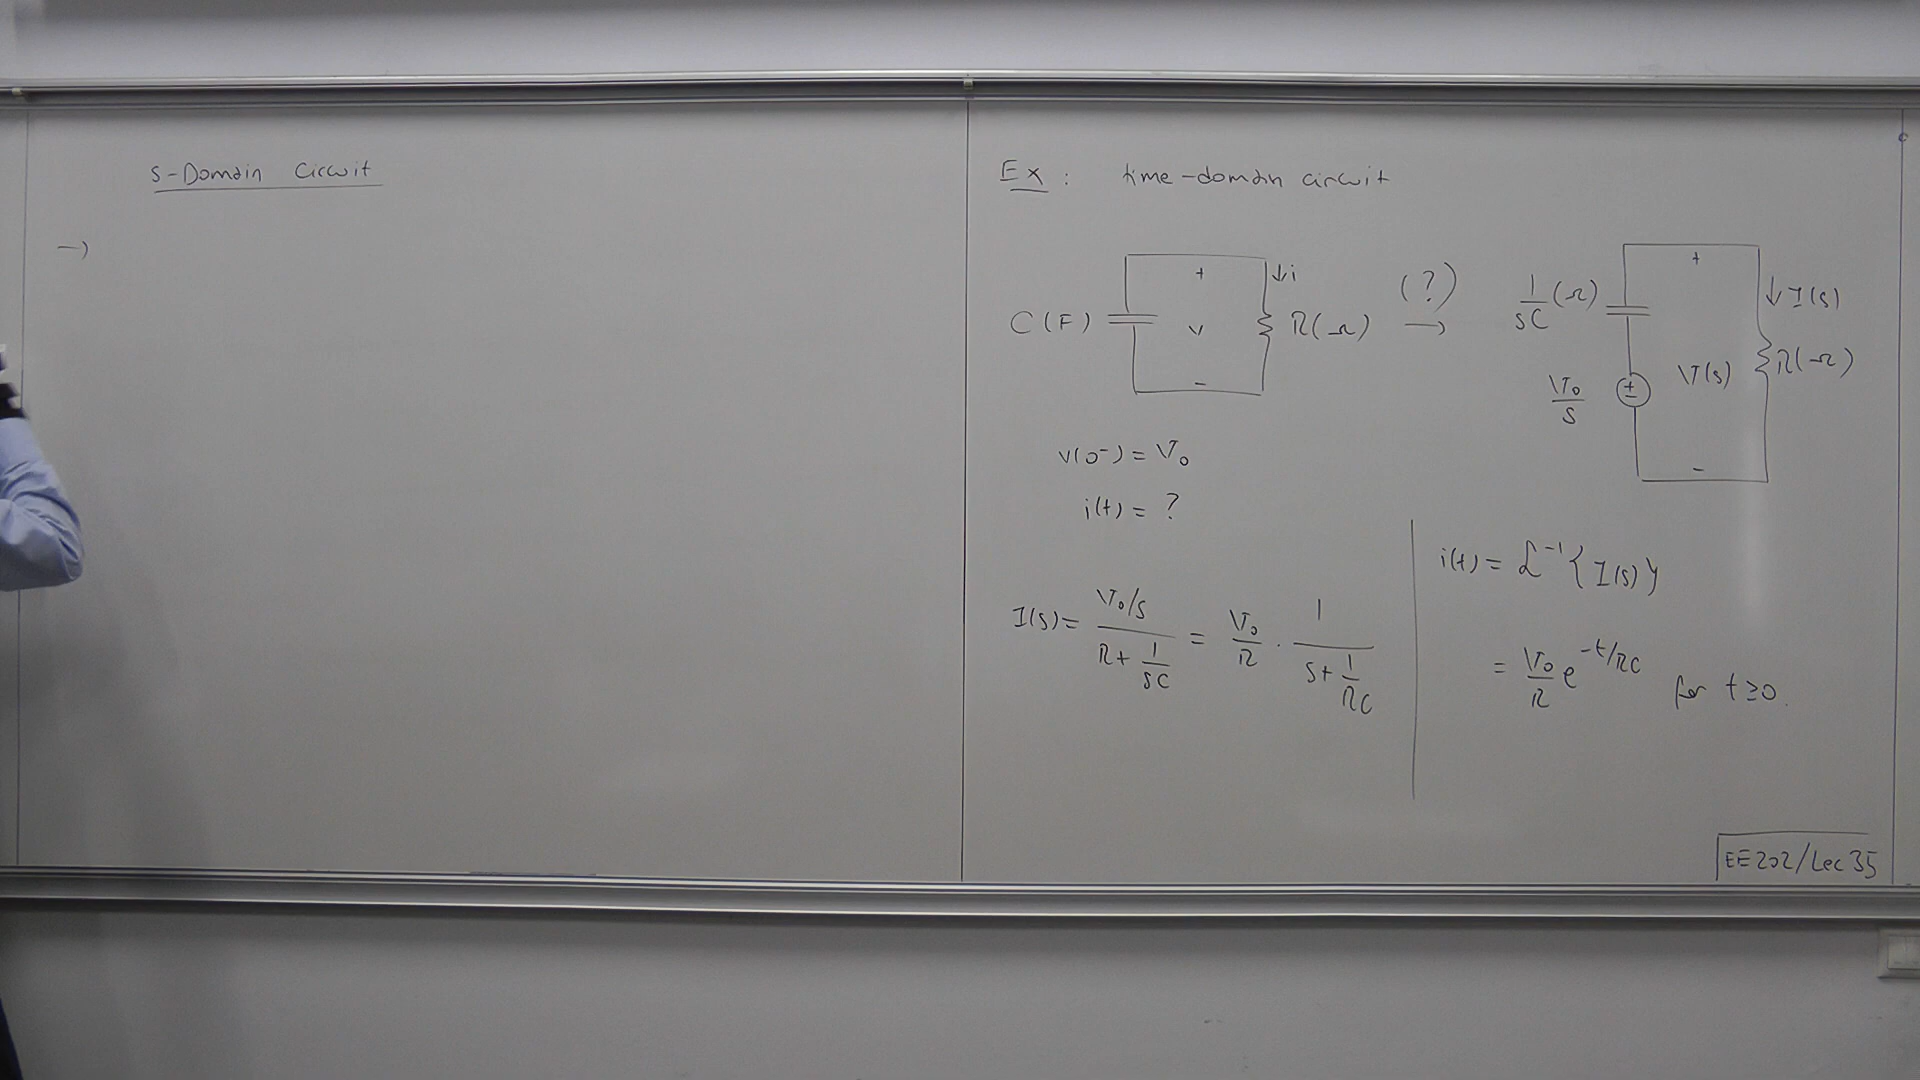 s-Domain Circuit
→
Ex : time-domain circuit
C (F) + v - ↓i R(Ω) (?) →
1/sC (Ω) V₀/s ± + V(s) - ↓I(s) R(Ω)
v(0⁻) = V₀
i(t) = ?
I(s) = (V₀/s)/(R + 1/sC) = V₀/R · 1/(s + 1/RC)
i(t) = ℒ⁻¹{I(s)}
= V₀/R e^(-t/RC) for t ≥ 0.
EE202/Lec 35